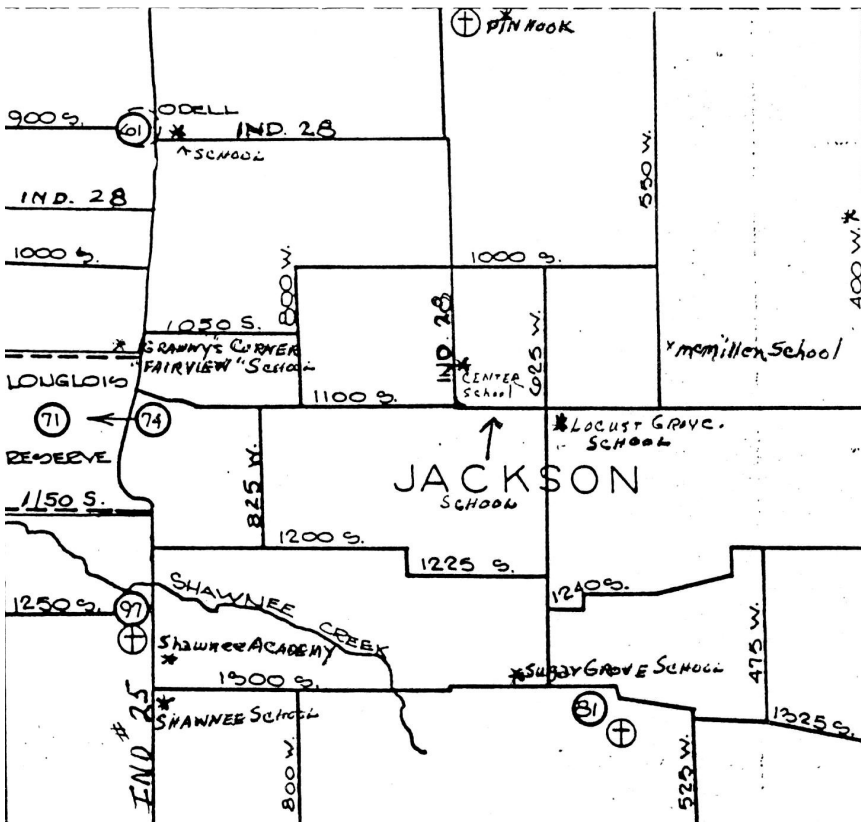 PIN HOOK
ODELL
900 S.
61
IND. 28
SCHOOL
IND. 28
550 W.
400 W.
1000 S.
800 W.
1000 S.
1050 S.
IND. 28
625 W.
GRANNY'S CORNER
"FAIRVIEW" SCHOOL
McMillen School
LONGLOIS
CENTER
School
1100 S.
71
74
LOCUST GROVE.
SCHOOL
RESERVE
825 W.
JACKSON
SCHOOL
1150 S.
1200 S.
1225 S.
1240 S.
SHAWNEE
CREEK
1250 S.
97
475 W.
Shawnee ACADEMY
SUGAR GROVE SCHOOL
1300 S.
IND # 25
SHAWNEE SCHOOL
81
1325 S.
800 W.
525 W.